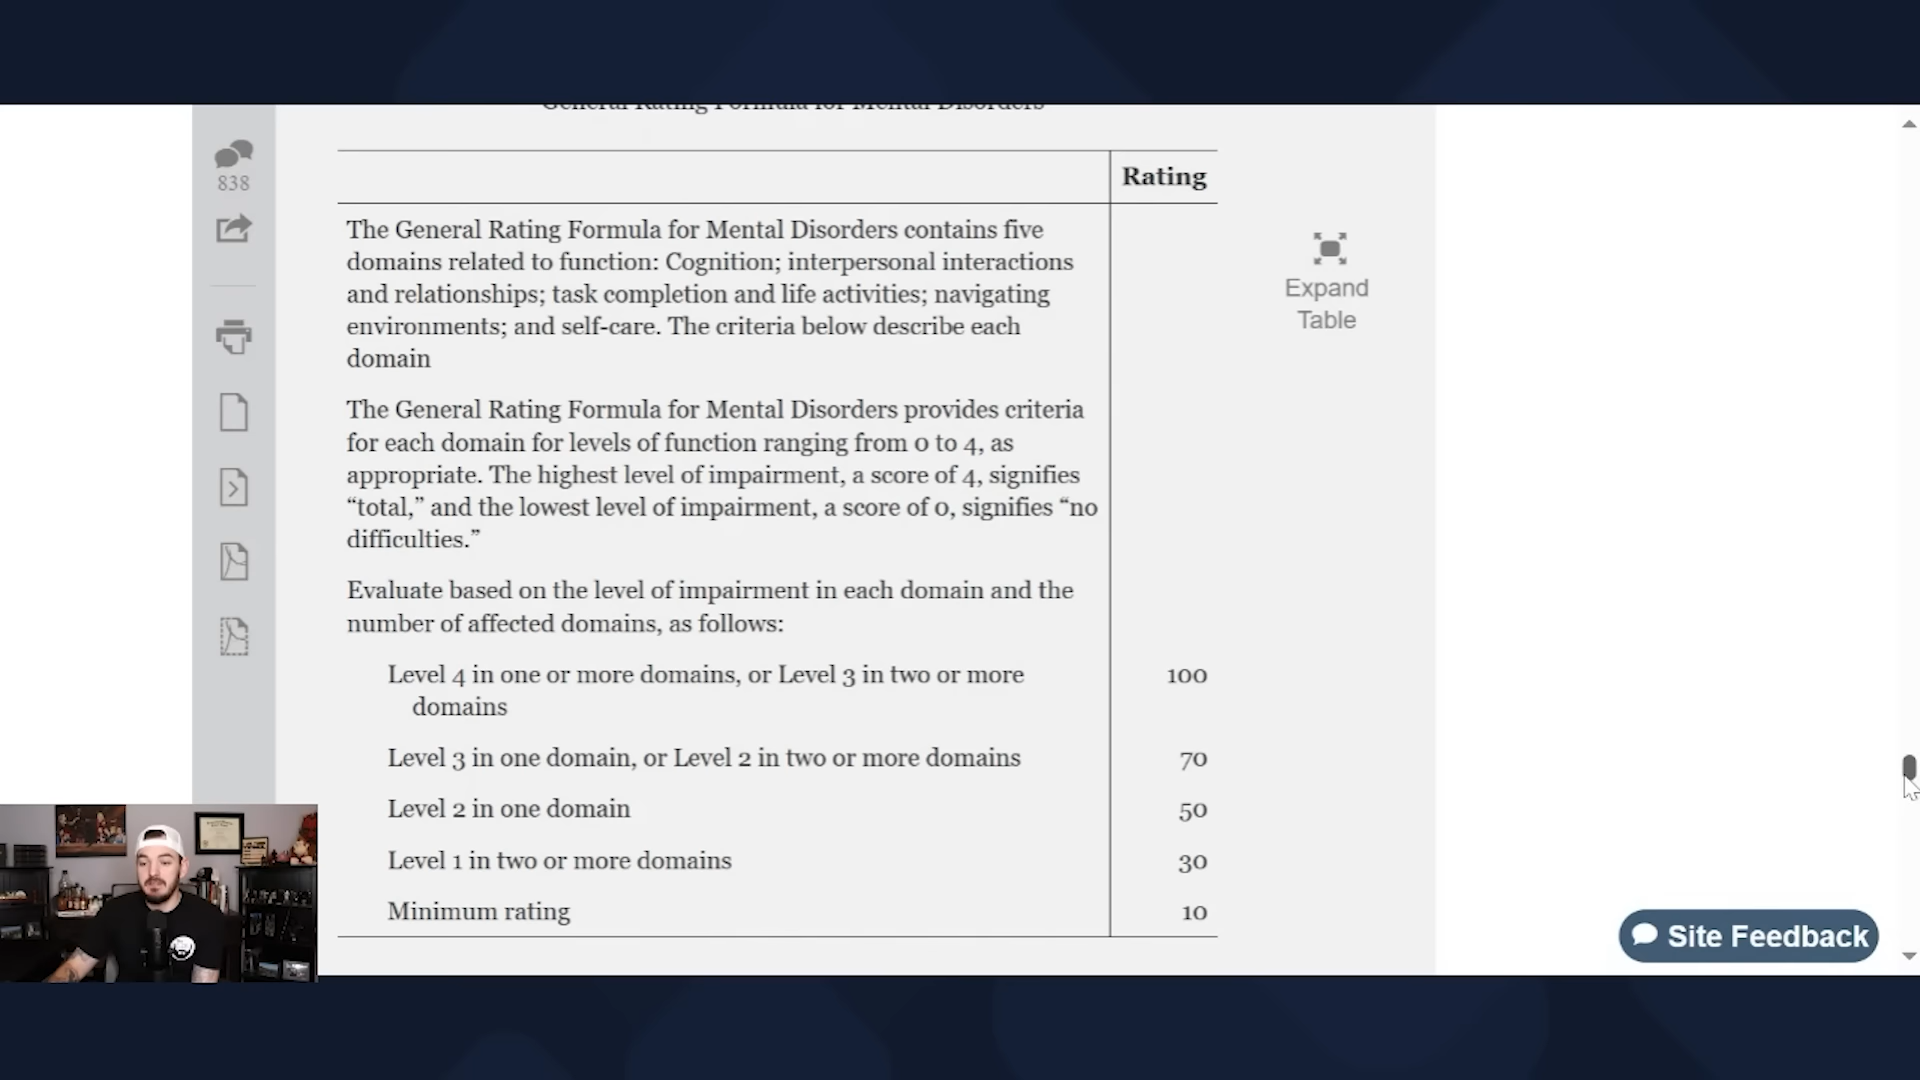 General Rating Formula for Mental Disorders
838
Rating
The General Rating Formula for Mental Disorders contains five
domains related to function: Cognition; interpersonal interactions
and relationships; task completion and life activities; navigating
environments; and self-care. The criteria below describe each
domain
The General Rating Formula for Mental Disorders provides criteria
for each domain for levels of function ranging from 0 to 4, as
appropriate. The highest level of impairment, a score of 4, signifies
“total,” and the lowest level of impairment, a score of 0, signifies “no
difficulties.”
Evaluate based on the level of impairment in each domain and the
number of affected domains, as follows:
Level 4 in one or more domains, or Level 3 in two or more 100
domains
Level 3 in one domain, or Level 2 in two or more domains 70
Level 2 in one domain 50
Level 1 in two or more domains 30
Minimum rating 10
Expand
Table
Site Feedback